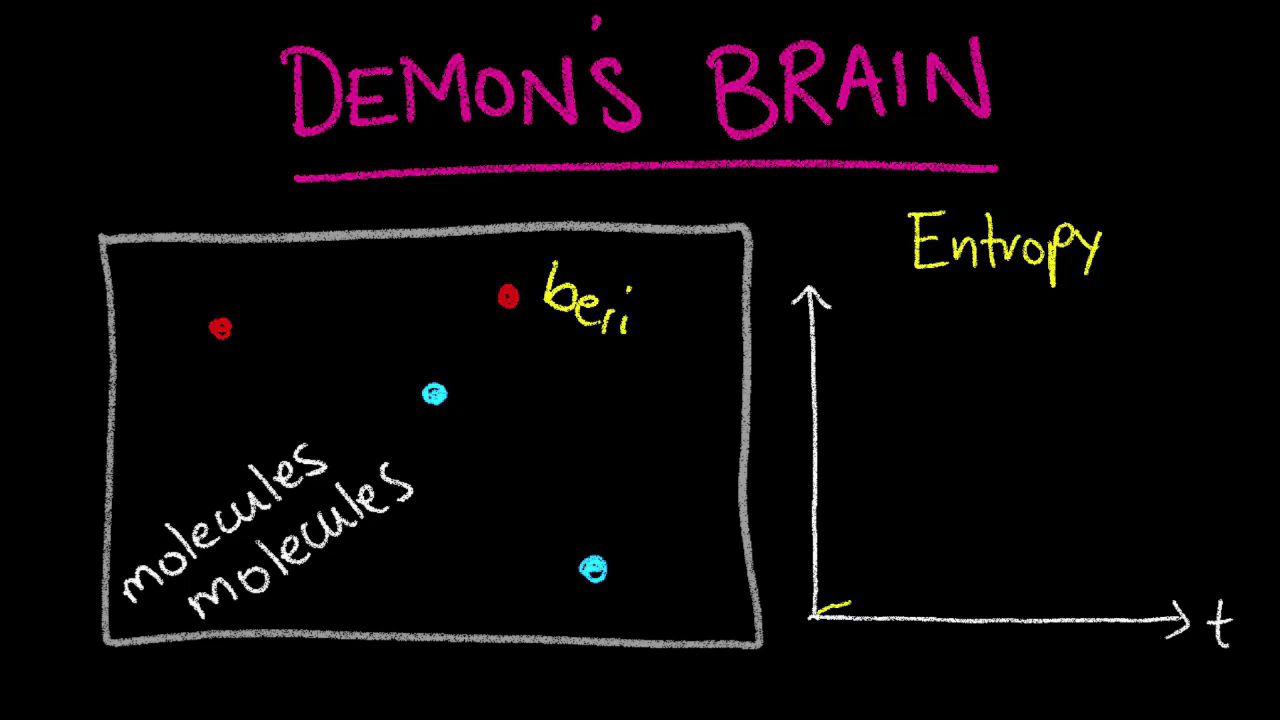 DEMON'S BRAIN
Entropy
beri
molecules
molecules
t